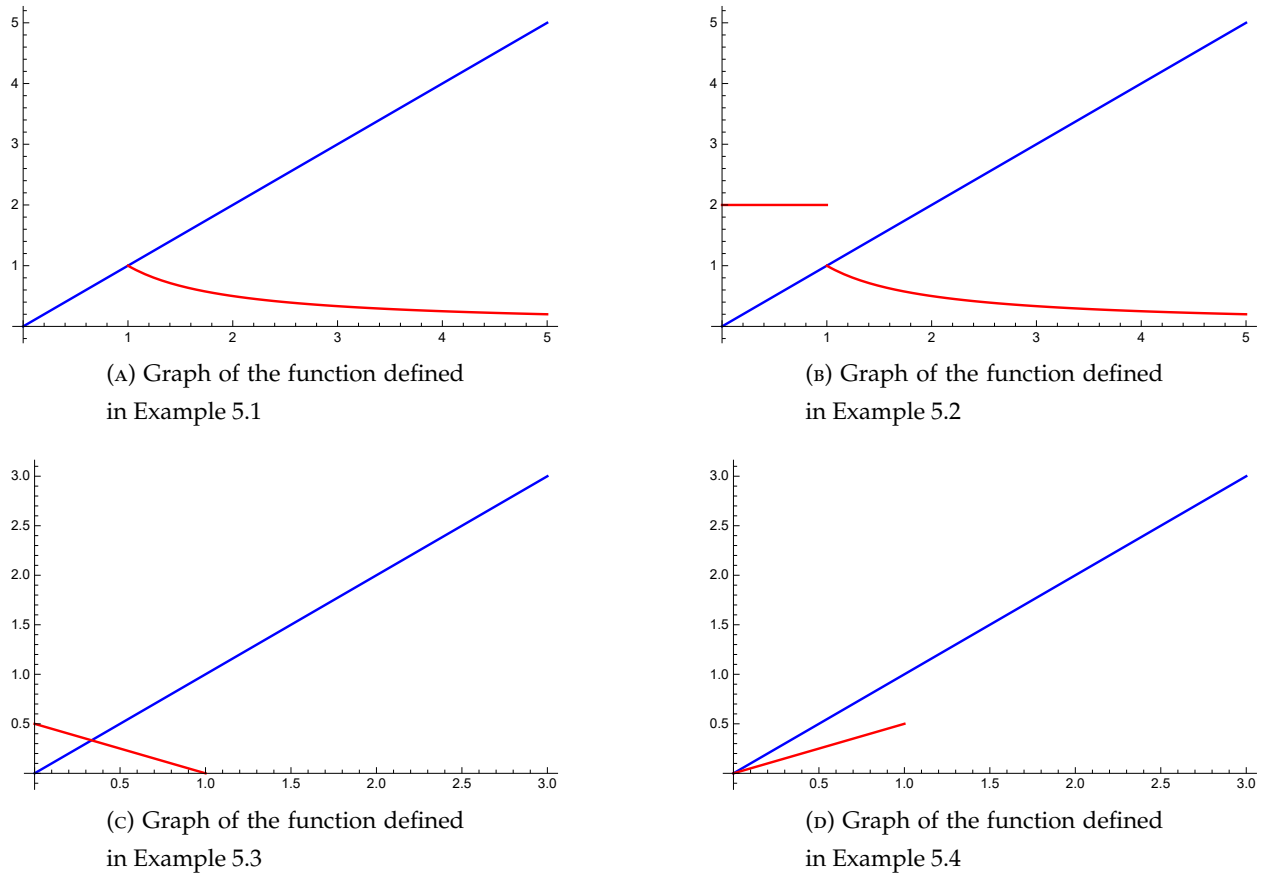 5
4
3
2
1
1 2 3 4 5
(A) Graph of the function defined
in Example 5.1
5
4
3
2
1
1 2 3 4 5
(B) Graph of the function defined
in Example 5.2
3.0
2.5
2.0
1.5
1.0
0.5
0.5 1.0 1.5 2.0 2.5 3.0
(C) Graph of the function defined
in Example 5.3
3.0
2.5
2.0
1.5
1.0
0.5
0.5 1.0 1.5 2.0 2.5 3.0
(D) Graph of the function defined
in Example 5.4